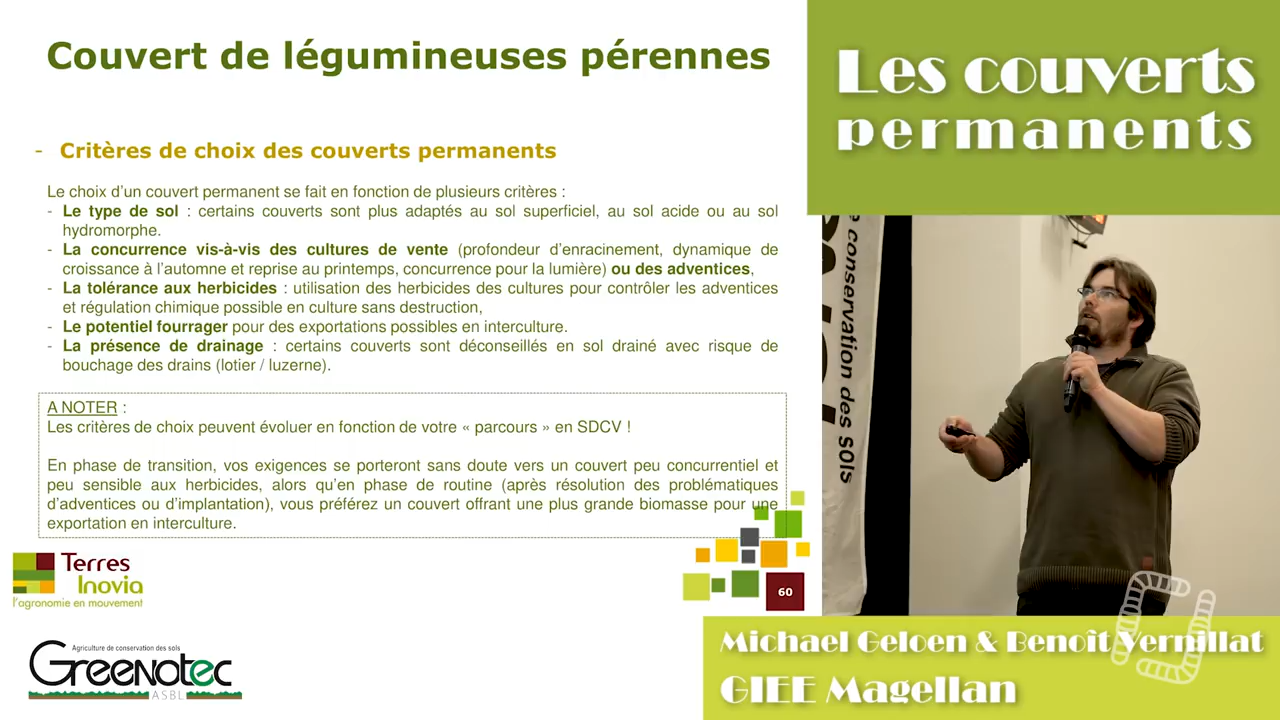 Couvert de légumineuses pérennes
- Critères de choix des couverts permanents
Le choix d'un couvert permanent se fait en fonction de plusieurs critères :
- Le type de sol : certains couverts sont plus adaptés au sol superficiel, au sol acide ou au sol
hydromorphe.
- La concurrence vis-à-vis des cultures de vente (profondeur d'enracinement, dynamique de
croissance à l'automne et reprise au printemps, concurrence pour la lumière) ou des adventices,
- La tolérance aux herbicides : utilisation des herbicides des cultures pour contrôler les adventices
et régulation chimique possible en culture sans destruction,
- Le potentiel fourrager pour des exportations possibles en interculture.
- La présence de drainage : certains couverts sont déconseillés en sol drainé avec risque de
bouchage des drains (lotier / luzerne).
A NOTER :
Les critères de choix peuvent évoluer en fonction de votre « parcours » en SDCV !
En phase de transition, vos exigences se porteront sans doute vers un couvert peu concurrentiel et
peu sensible aux herbicides, alors qu'en phase de routine (après résolution des problématiques
d'adventices ou d'implantation), vous préférez un couvert offrant une plus grande biomasse pour une
exportation en interculture.
60
Terres
Inovia
l'agronomie en mouvement
Agriculture de conservation des sols
Greenotec
ASBL
Les couverts
permanents
conservation des sols
Michael Geloen & Benoît Vernillat
GIEE Magellan